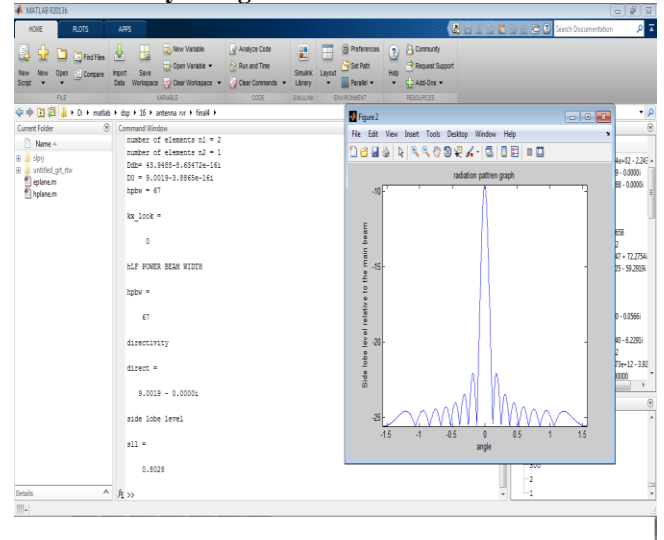 MATLAB R2013b
HOME PLOTS APPS
Search Documentation
New Script
New
Open
Find Files
Compare
Import Data
Save Workspace
New Variable
Open Variable
Clear Workspace
Analyze Code
Run and Time
Clear Commands
Simulink Library
Layout
Preferences
Set Path
Parallel
Help
Community
Request Support
Add-Ons
FILE VARIABLE CODE SIMULINK ENVIRONMENT RESOURCES
D: matlab dsp 16 antenna rvr final4
Current Folder
Name
slprj
untitled_grt_rtw
eplane.m
hplane.m
Details
Command Window
number of elements n1 = 2
number of elements n2 = 1
Ddb= 43.9488-8.63472e-16i
D0 = 9.0019-3.8865e-16i
hpbw = 67
kx_look =
0
hLF POWER BEAM WIDTH
hpbw =
67
directivity
direct =
9.0019 - 0.0000i
side lobe level
sll =
0.8028
fx >>
Figure 2
File Edit View Insert Tools Desktop Window Help
radiation pattren graph
Side lobe level relative to the main beam
-10
-15
-20
-25
-1.5 -1 -0.5 0 0.5 1 1.5
angle
500
2
1